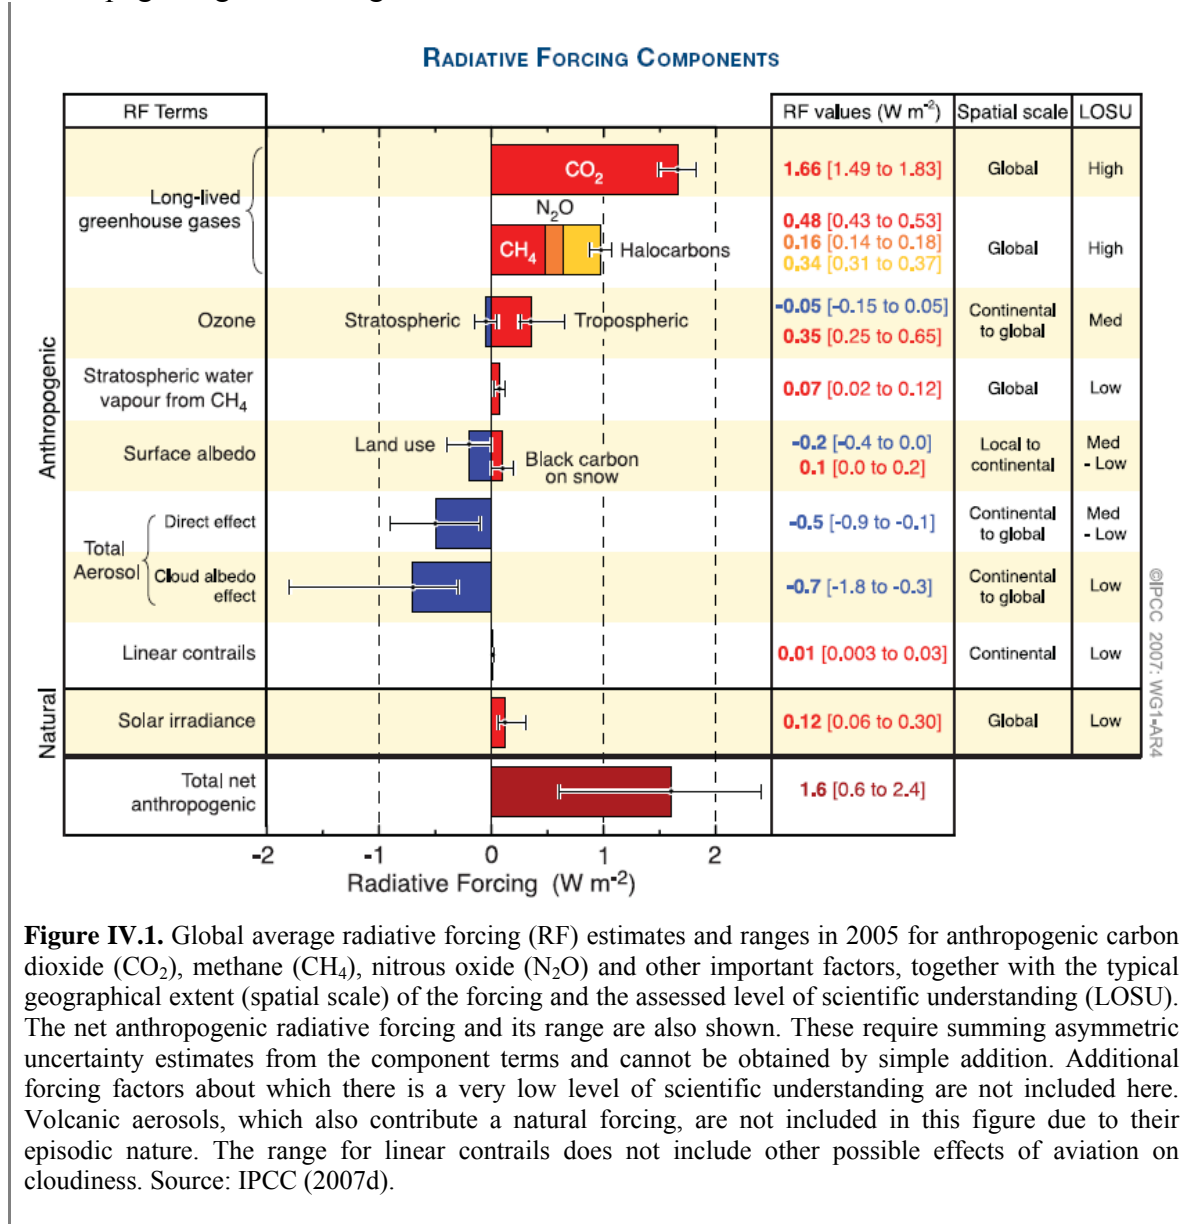 RADIATIVE FORCING COMPONENTS
RF Terms
RF values (W m-2)
Spatial scale
LOSU
Anthropogenic
Long-lived
greenhouse gases
CO2
1.66 [1.49 to 1.83]
Global
High
N2O
CH4
Halocarbons
0.48 [0.43 to 0.53]
0.16 [0.14 to 0.18]
0.34 [0.31 to 0.37]
Global
High
Ozone
Stratospheric
Tropospheric
-0.05 [-0.15 to 0.05]
0.35 [0.25 to 0.65]
Continental
to global
Med
Stratospheric water
vapour from CH4
0.07 [0.02 to 0.12]
Global
Low
Surface albedo
Land use
Black carbon
on snow
-0.2 [-0.4 to 0.0]
0.1 [0.0 to 0.2]
Local to
continental
Med
- Low
Total
Aerosol
Direct effect
-0.5 [-0.9 to -0.1]
Continental
to global
Med
- Low
Cloud albedo
effect
-0.7 [-1.8 to -0.3]
Continental
to global
Low
Linear contrails
0.01 [0.003 to 0.03]
Continental
Low
Natural
Solar irradiance
0.12 [0.06 to 0.30]
Global
Low
Total net
anthropogenic
1.6 [0.6 to 2.4]
©IPCC 2007: WG1-AR4
-2 -1 0 1 2
Radiative Forcing (W m-2)
Figure IV.1. Global average radiative forcing (RF) estimates and ranges in 2005 for anthropogenic carbon
dioxide (CO2), methane (CH4), nitrous oxide (N2O) and other important factors, together with the typical
geographical extent (spatial scale) of the forcing and the assessed level of scientific understanding (LOSU).
The net anthropogenic radiative forcing and its range are also shown. These require summing asymmetric
uncertainty estimates from the component terms and cannot be obtained by simple addition. Additional
forcing factors about which there is a very low level of scientific understanding are not included here.
Volcanic aerosols, which also contribute a natural forcing, are not included in this figure due to their
episodic nature. The range for linear contrails does not include other possible effects of aviation on
cloudiness. Source: IPCC (2007d).